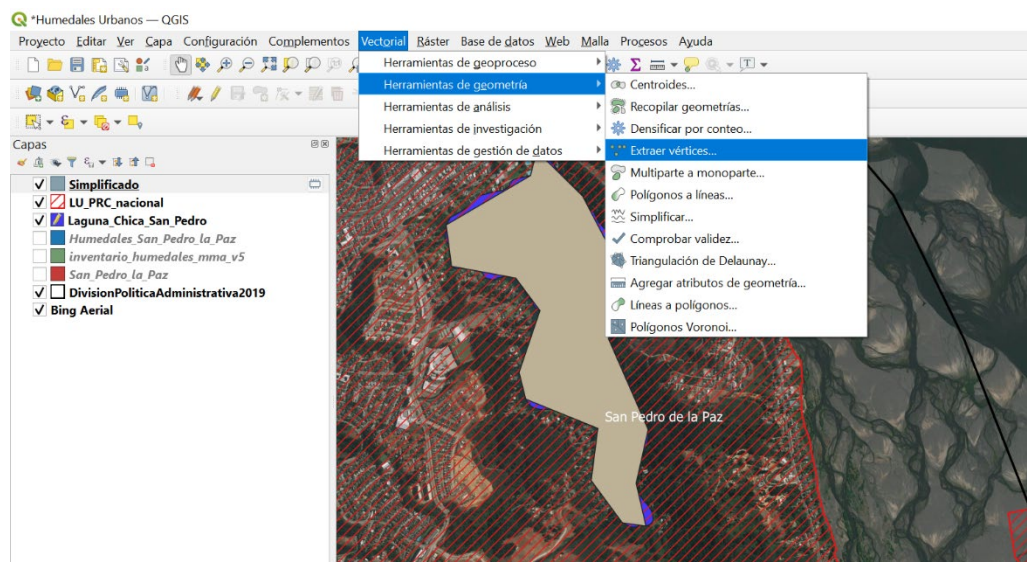 *Humedales Urbanos — QGIS
Proyecto Editar Ver Capa Configuración Complementos Vectorial Ráster Base de datos Web Malla Procesos Ayuda
Herramientas de geoproceso
Herramientas de geometría
Herramientas de análisis
Herramientas de investigación
Herramientas de gestión de datos
Centroides...
Recopilar geometrías...
Densificar por conteo...
Extraer vértices...
Multiparte a monoparte...
Polígonos a líneas...
Simplificar...
Comprobar validez...
Triangulación de Delaunay...
Agregar atributos de geometría...
Líneas a polígonos...
Polígonos Voronoi...
Capas
Simplificado
LU_PRC_nacional
Laguna_Chica_San_Pedro
Humedales_San_Pedro_la_Paz
inventario_humedales_mma_v5
San_Pedro_la_Paz
DivisionPoliticaAdministrativa2019
Bing Aerial
San Pedro de la Paz